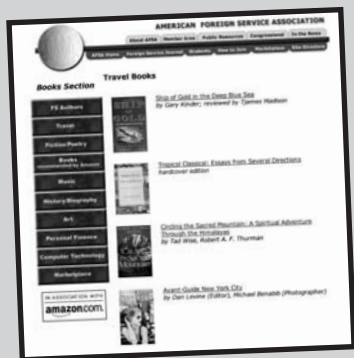 AMERICAN FOREIGN SERVICE ASSOCIATION
About AFSA Member Area Public Resources Congressional In the News
AFSA Home Foreign Service Journal Students How to Join Marketplace Site Directory
Books Section
Travel Books
FS Authors
Travel
Fiction/Poetry
Books
Music
History/Biography
Art
Personal Finance
Computer Technology
Marketplace
IN ASSOCIATION WITH
amazon.com.
SHIP
OF
GOLD
Ship of Gold in the Deep Blue Sea
by Gary Kinder; reviewed by Tjames Madison
Tropical Classical: Essays from Several Directions
hardcover edition
Circling the Sacred Mountain: A Spiritual Adventure
Through the Himalayas
by Tad Wise, Robert A. F. Thurman
Avant-Guide New York City
by Dan Levine (Editor), Michael Benabib (Photographer)